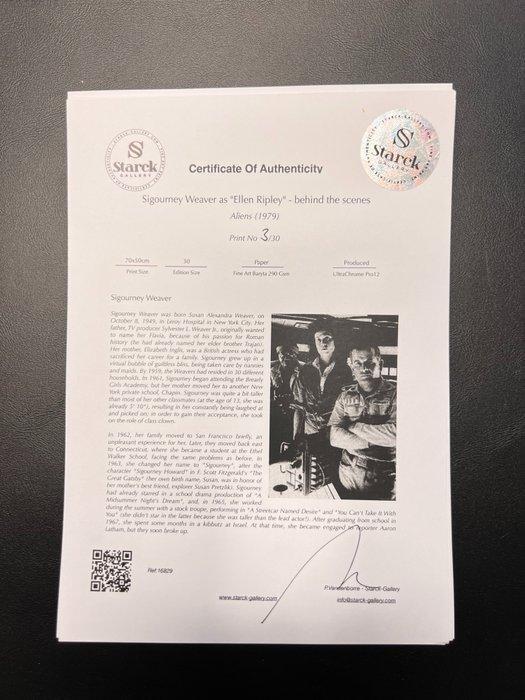 S
Starck
GALLERY
S
Starck
GALLERY
Certificate Of Authenticity
Sigourney Weaver as "Ellen Ripley" - behind the scenes
Aliens (1979)
Print No 3/30
70x50cm 30 Paper Produced
Print Size Edition Size Fine Art Baryta 290 Gsm UltraChrome Pro12
Sigourney Weaver
Sigourney Weaver was born Susan Alexandra Weaver, on
October 8, 1949, in Leroy Hospital in New York City. Her
father, TV producer Sylvester L. Weaver Jr., originally wanted
to name her Flavia, because of his passion for Roman
history (he had already named her elder brother Trajan).
Her mother, Elizabeth Inglis, was a British actress who had
sacrificed her career for a family. Sigourney grew up in a
virtual bubble of guiltless bliss, being taken care by nannies
and maids. By 1959, the Weavers had resided in 30 different
households. In 1961, Sigourney began attending the Brearly
Girls Academy, but her mother moved her to another New
York private school, Chapin. Sigourney was quite a bit taller
than most of her other classmates (at the age of 13, she was
already 5' 10"), resulting in her constantly being laughed at
and picked on; in order to gain their acceptance, she took
on the role of class clown.
In 1962, her family moved to San Francisco briefly, an
unpleasant experience for her. Later, they moved back east
to Connecticut, where she became a student at the Ethel
Walker School, facing the same problems as before. In
1963, she changed her name to "Sigourney", after the
character "Sigourney Howard" in F. Scott Fitzgerald's "The
Great Gatsby" (her own birth name, Susan, was in honor of
her mother's best friend, explorer Susan Pretzlik). Sigourney
had already starred in a school drama production of "A
Midsummer Night's Dream", and, in 1965, she worked
during the summer with a stock troupe, performing in "A Streetcar Named Desire" and "You Can't Take It With
You" (she didn't star in the latter because she was taller than the lead actor!). After graduating from school in
1967, she spent some months in a kibbutz at Israel. At that time, she became engaged to reporter Aaron
Latham, but they soon broke up.
Ref.16829
P.Vandenborre - Starck-Gallery
www.starck-gallery.com info@starck-gallery.com